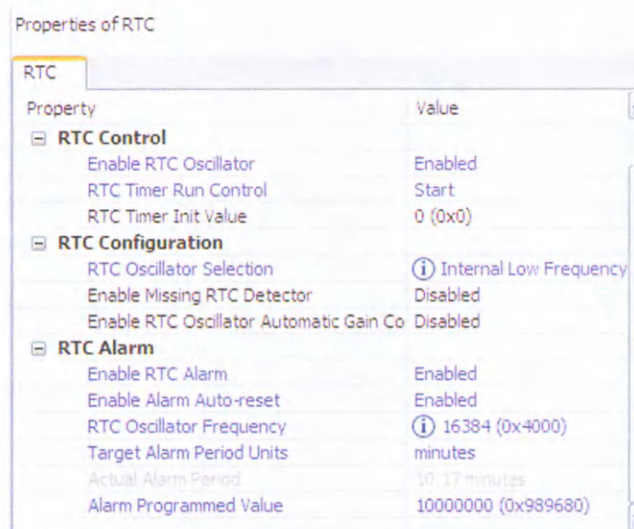 Properties of RTC
RTC
Property Value
RTC Control
Enable RTC Oscillator Enabled
RTC Timer Run Control Start
RTC Timer Init Value 0 (0x0)
RTC Configuration
RTC Oscillator Selection Internal Low Frequency
Enable Missing RTC Detector Disabled
Enable RTC Oscillator Automatic Gain Co Disabled
RTC Alarm
Enable RTC Alarm Enabled
Enable Alarm Auto-reset Enabled
RTC Oscillator Frequency 16384 (0x4000)
Target Alarm Period Units minutes
Actual Alarm Period 10.17 minutes
Alarm Programmed Value 10000000 (0x989680)